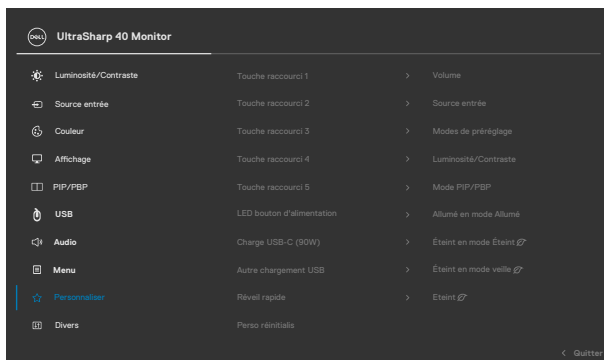 DELL UltraSharp 40 Monitor
Luminosité/Contraste Touche raccourci 1 > Volume
Source entrée Touche raccourci 2 > Source entrée
Couleur Touche raccourci 3 > Modes de préréglage
Affichage Touche raccourci 4 > Luminosité/Contraste
PIP/PBP Touche raccourci 5 > Mode PIP/PBP
USB LED bouton d'alimentation > Allumé en mode Allumé
Audio Charge USB-C (90W) > Éteint en mode Éteint
Menu Autre chargement USB > Éteint en mode veille
Personnaliser Réveil rapide > Eteint
Divers Perso réinitialis
< Quitter